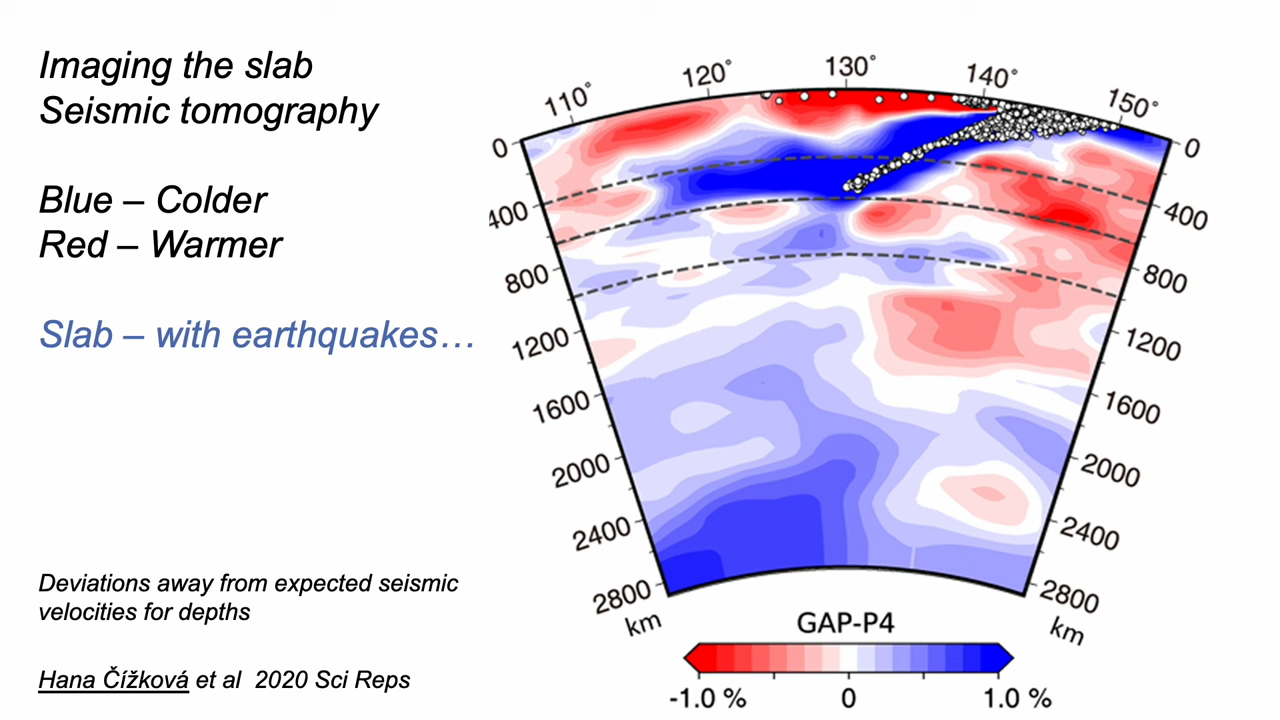 Imaging the slab
Seismic tomography
Blue – Colder
Red – Warmer
Slab – with earthquakes…
Deviations away from expected seismic
velocities for depths
Hana Čížková et al 2020 Sci Reps
110°
120°
130°
140°
150°
0
400
800
1200
1600
2000
2400
2800
km
0
400
800
1200
1600
2000
2400
2800
km
GAP-P4
-1.0 %
0
1.0 %